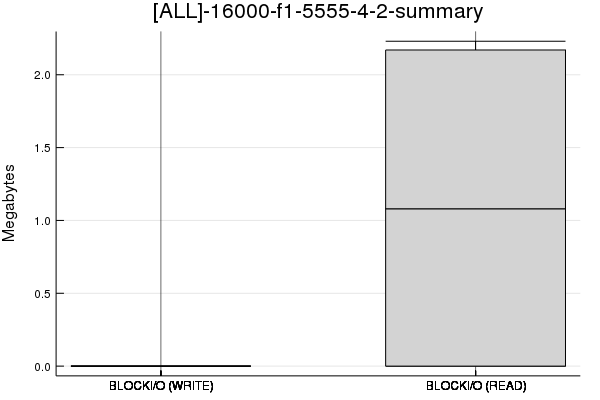 [ALL]-16000-f1-5555-4-2-summary
Megabytes
2.0
1.5
1.0
0.5
0.0
BLOCKI/O (WRITE)
BLOCKI/O (READ)